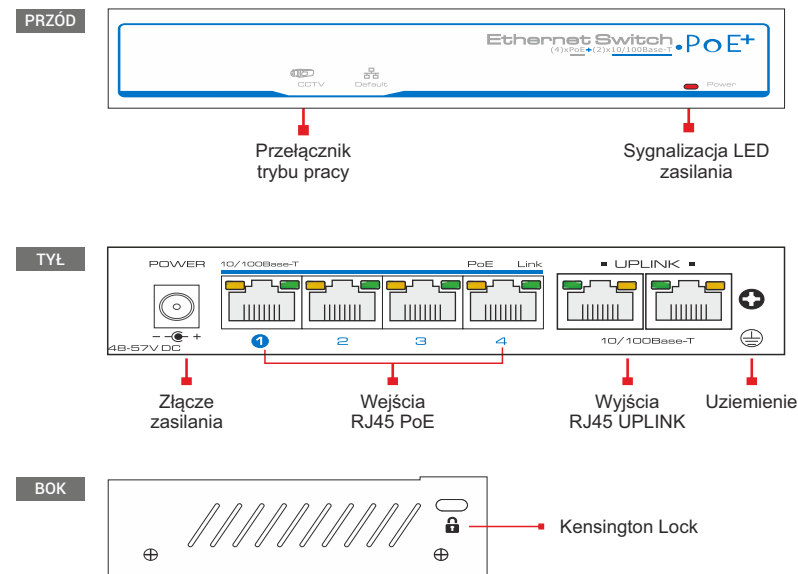 PRZÓD
Ethernet Switch
(4)xPoE+(2)x10/100Base-T
•PoE+
CCTV
Default
Power
Przełącznik
trybu pracy
Sygnalizacja LED
zasilania
TYŁ
POWER
10/100Base-T
PoE
Link
UPLINK
- +
48-57V DC
1
2
3
4
10/100Base-T
Złącze
zasilania
Wejścia
RJ45 PoE
Wyjścia
RJ45 UPLINK
Uziemienie
BOK
Kensington Lock